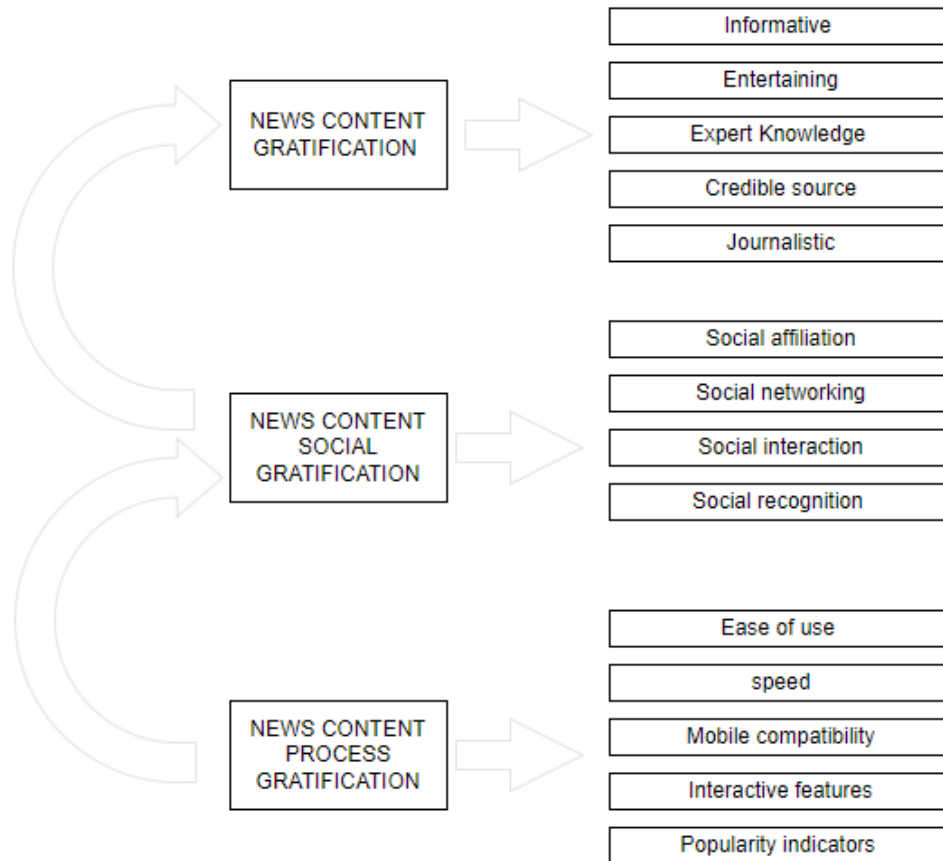 Informative
Entertaining
NEWS CONTENT
GRATIFICATION
Expert Knowledge
Credible source
Journalistic
Social affiliation
Social networking
NEWS CONTENT
SOCIAL
GRATIFICATION
Social interaction
Social recognition
Ease of use
speed
NEWS CONTENT
PROCESS
GRATIFICATION
Mobile compatibility
Interactive features
Popularity indicators